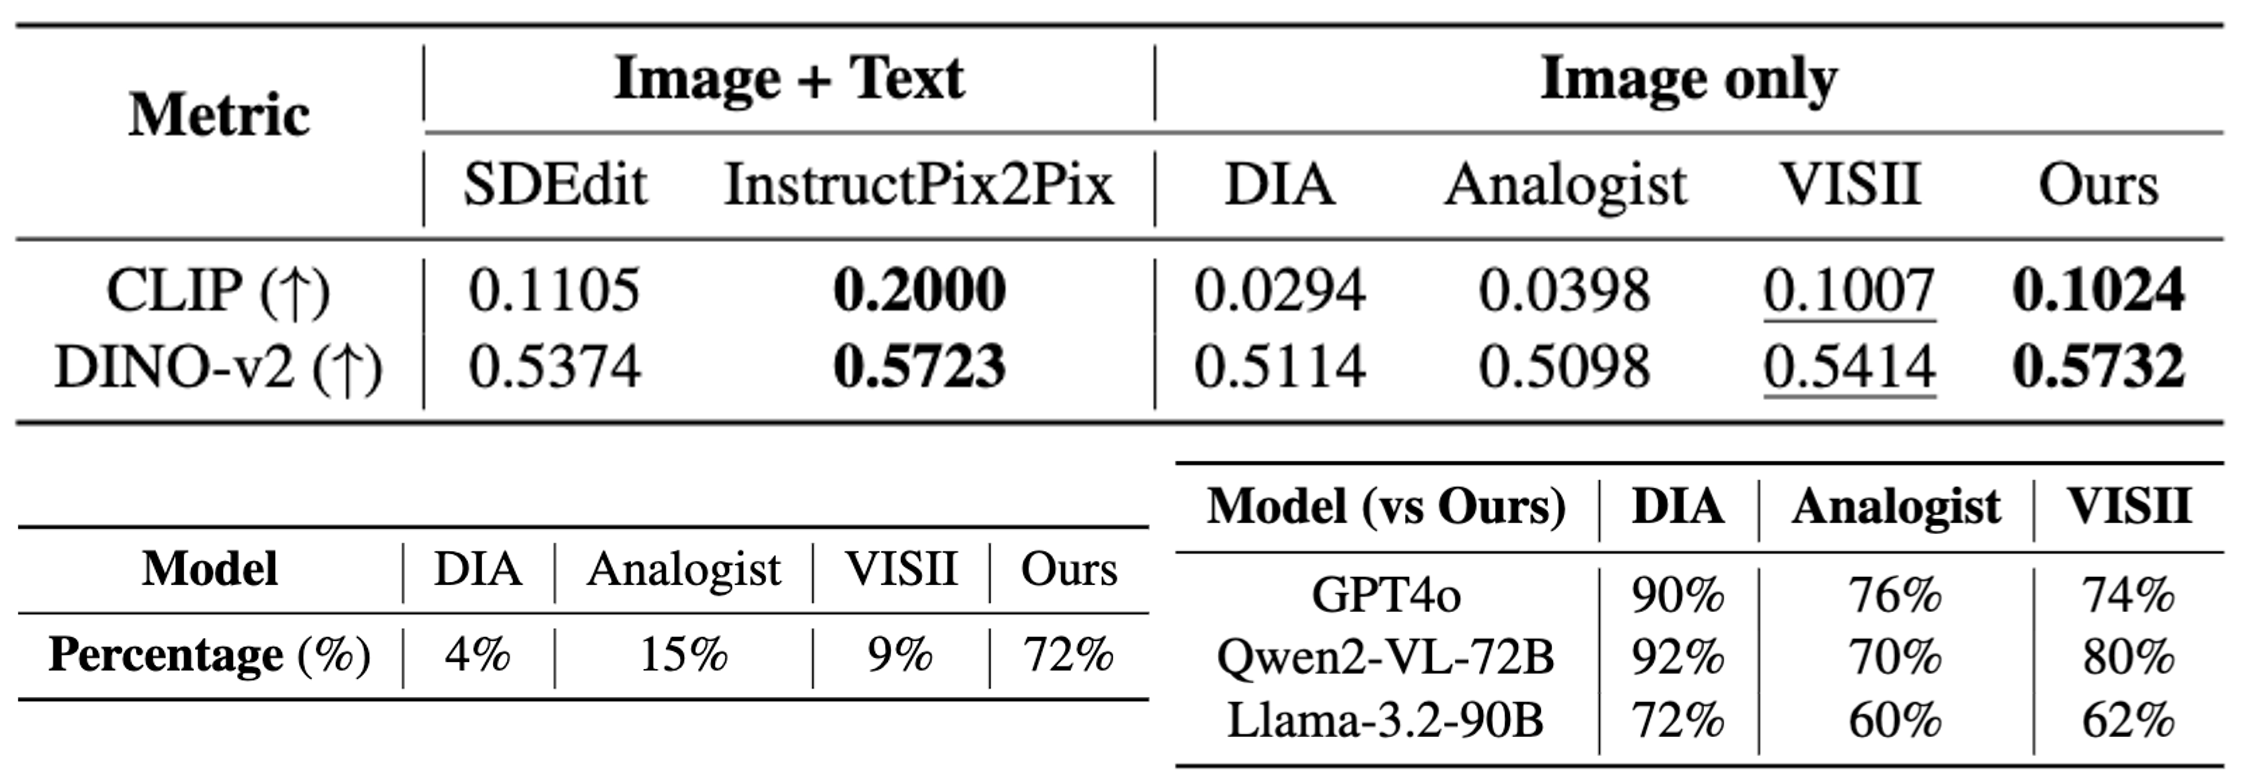 Metric Image + Text Image only
SDEdit InstructPix2Pix DIA Analogist VISII Ours
CLIP (↑) 0.1105 0.2000 0.0294 0.0398 0.1007 0.1024
DINO-v2 (↑) 0.5374 0.5723 0.5114 0.5098 0.5414 0.5732
Model DIA Analogist VISII Ours
Percentage (%) 4% 15% 9% 72%
Model (vs Ours) DIA Analogist VISII
GPT4o 90% 76% 74%
Qwen2-VL-72B 92% 70% 80%
Llama-3.2-90B 72% 60% 62%